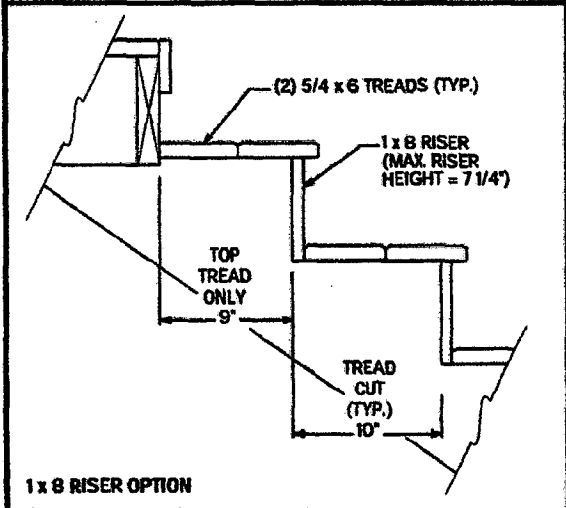 (2) 5/4 x 6 TREADS (TYP.)
1 x 8 RISER
(MAX. RISER
HEIGHT = 7 1/4")
TOP
TREAD
ONLY
9"
TREAD
CUT
(TYP.)
10"
1 x 8 RISER OPTION